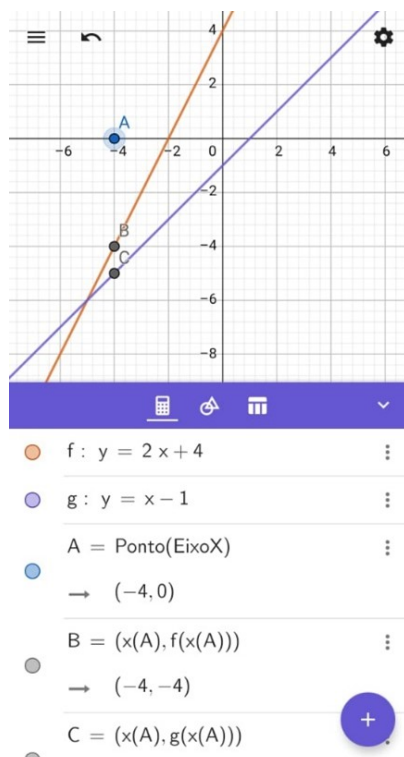 4
2
A
-6
-4
-2
0
2
4
6
-2
B
-4
C
-6
-8
f : y = 2 x + 4
g : y = x − 1
A = Ponto(EixoX)
→ (−4, 0)
B = (x(A), f(x(A)))
→ (−4, −4)
C = (x(A), g(x(A)))
+